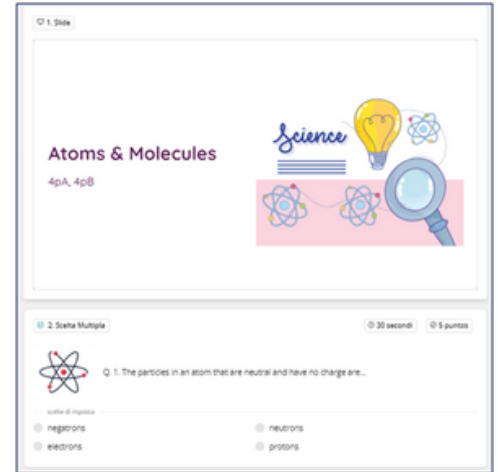 1. Slide
Atoms & Molecules
4pA, 4pB
Science
2. Scelta Multipla
30 secondi
5 puntos
Q. 1. The particles in an atom that are neutral and have no charge are...
scelte di risposta
negatrons
neutrons
electrons
protons